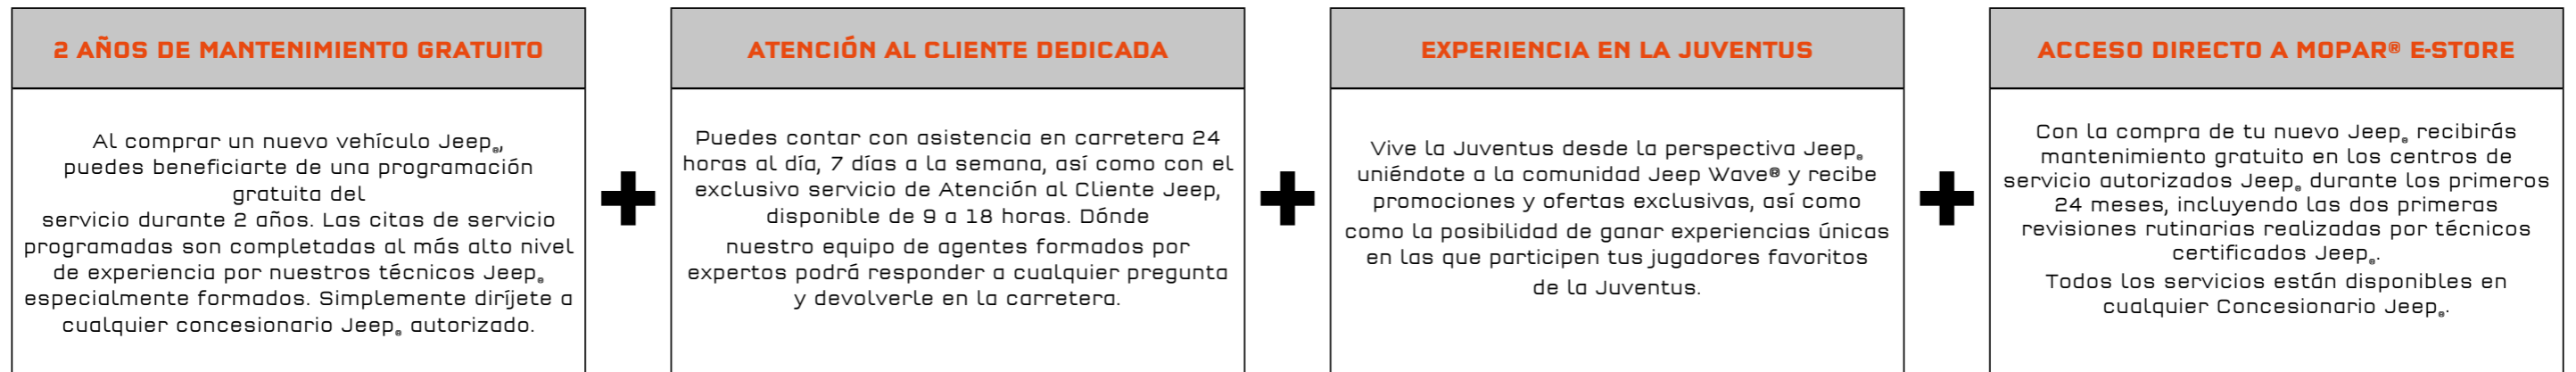 2 AÑOS DE MANTENIMIENTO GRATUITO
Al comprar un nuevo vehículo Jeep®,
puedes beneficiarte de una programación
gratuita del
servicio durante 2 años. Las citas de servicio
programadas son completadas al más alto nivel
de experiencia por nuestros técnicos Jeep®
especialmente formados. Simplemente diríjete a
cualquier concesionario Jeep® autorizado.
+
ATENCIÓN AL CLIENTE DEDICADA
Puedes contar con asistencia en carretera 24
horas al día, 7 días a la semana, así como con el
exclusivo servicio de Atención al Cliente Jeep,
disponible de 9 a 18 horas. Dónde
nuestro equipo de agentes formados por
expertos podrá responder a cualquier pregunta
y devolverle en la carretera.
+
EXPERIENCIA EN LA JUVENTUS
Vive la Juventus desde la perspectiva Jeep®
uniéndote a la comunidad Jeep Wave® y recibe
promociones y ofertas exclusivas, así como
como la posibilidad de ganar experiencias únicas
en las que participen tus jugadores favoritos
de la Juventus.
+
ACCESO DIRECTO A MOPAR® E-STORE
Con la compra de tu nuevo Jeep® recibirás
mantenimiento gratuito en los centros de
servicio autorizados Jeep® durante los primeros
24 meses, incluyendo las dos primeras
revisiones rutinarias realizadas por técnicos
certificados Jeep®.
Todos los servicios están disponibles en
cualquier Concesionario Jeep®.